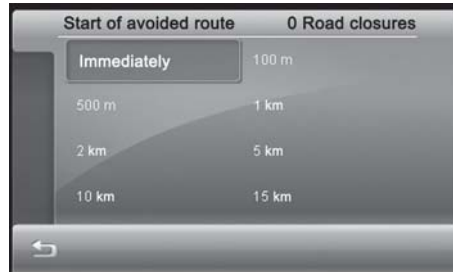 Start of avoided route 0 Road closures
Immediately 100 m
500 m 1 km
2 km 5 km
10 km 15 km